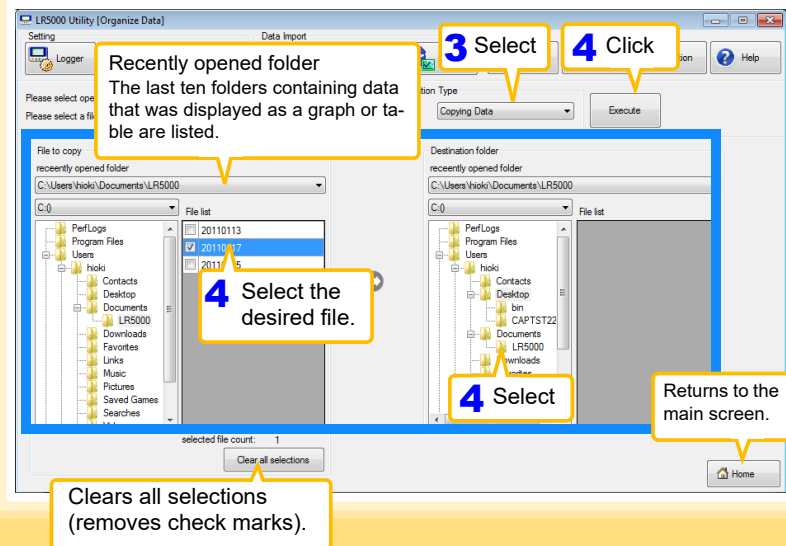 LR5000 Utility [Organize Data]
Setting
Data Import
Logger
Recently opened folder
The last ten folders containing data
that was displayed as a graph or ta-
ble are listed.
3 Select
4 Click
Help
Please select
Please select a
Type
Copying Data
Execute
File to copy
recently opened folder
C:\Users\hioki\Documents\LR5000
C:()
File list
PerfLogs
Program Files
Users
hioki
Contacts
Desktop
Documents
LR5000
Downloads
Favorites
Links
Music
Pictures
Saved Games
Searches
20110113
4 Select the
desired file.
Destination folder
recently opened folder
C:\Users\hioki\Documents\LR5000
C:()
File list
PerfLogs
Program Files
Users
hioki
Contacts
Desktop
bin
CAPTST22
Documents
LR5000
4 Select
Returns to the
main screen.
selected file count: 1
Clear all selections
Home
Clears all selections
(removes check marks).